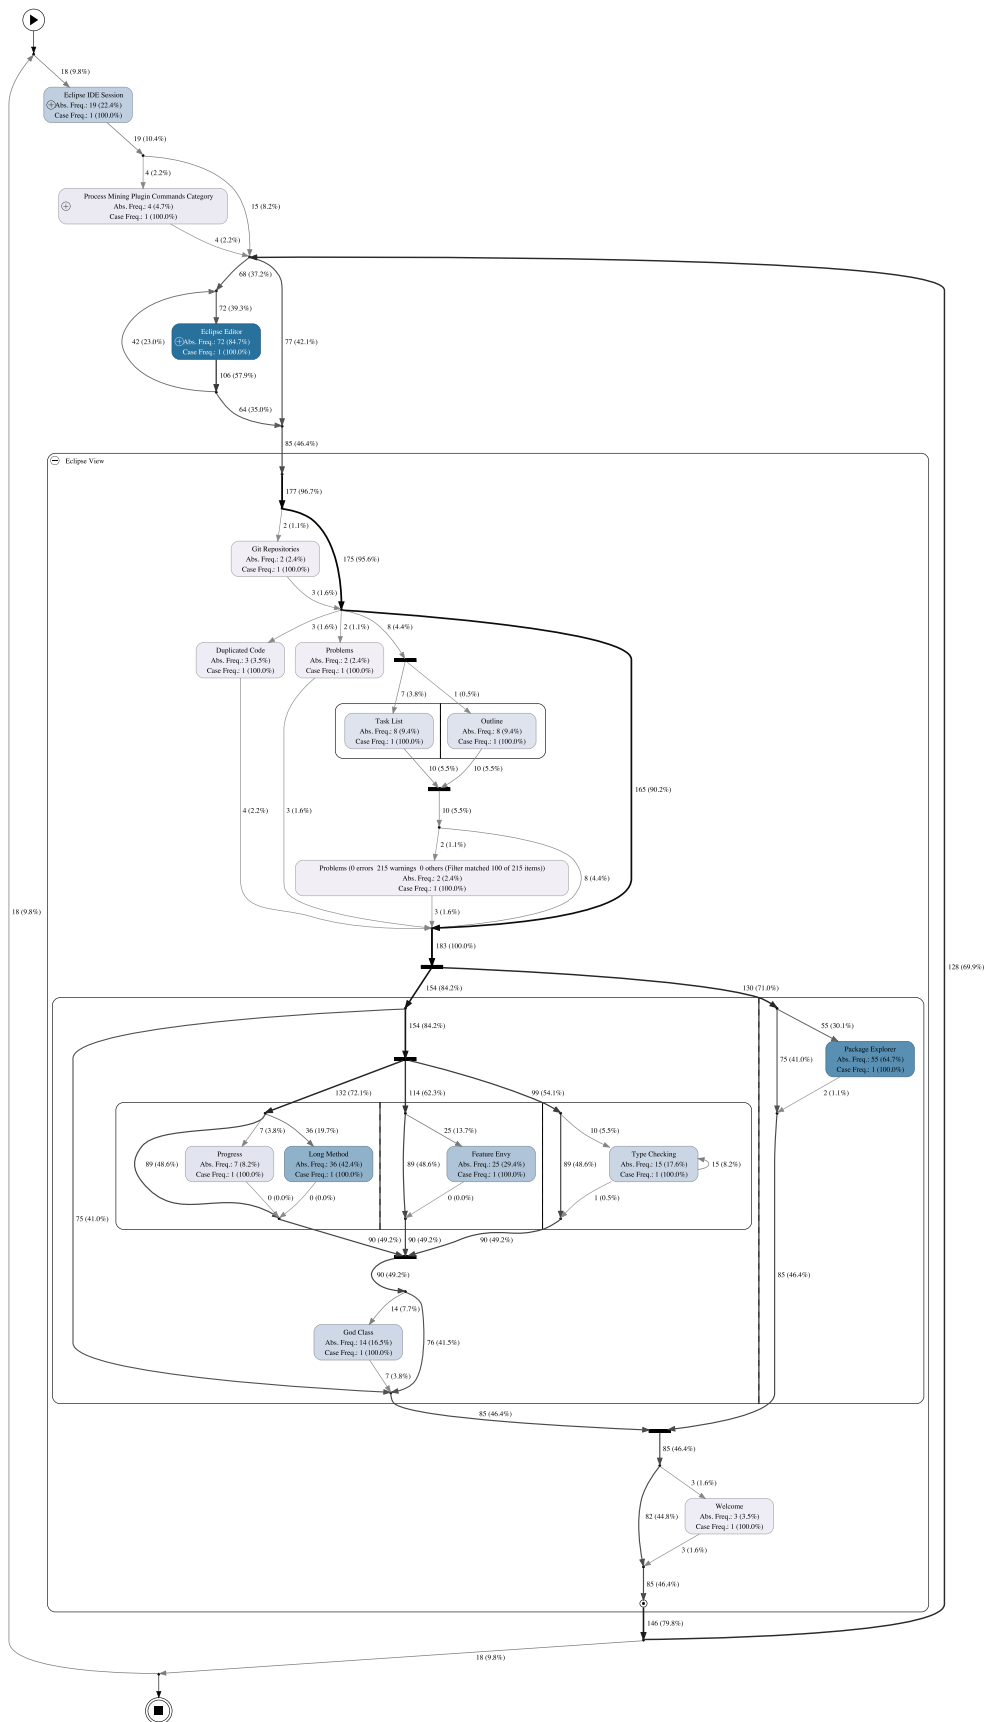 18 (9.8%)
Eclipse IDE Session
Abs. Freq.: 19 (22.4%)
Case Freq.: 1 (100.0%)
19 (10.4%)
4 (2.2%)
Process Mining Plugin Commands Category
Abs. Freq.: 4 (4.7%)
Case Freq.: 1 (100.0%)
15 (8.2%)
4 (2.2%)
68 (37.2%)
72 (39.3%)
Eclipse Editor
Abs. Freq.: 72 (84.7%)
Case Freq.: 1 (100.0%)
42 (23.0%)
77 (42.1%)
106 (57.9%)
64 (35.0%)
85 (46.4%)
Eclipse View
177 (96.7%)
2 (1.1%)
Git Repositories
Abs. Freq.: 2 (2.4%)
Case Freq.: 1 (100.0%)
175 (95.6%)
3 (1.6%)
3 (1.6%)
2 (1.1%)
8 (4.4%)
Duplicated Code
Abs. Freq.: 3 (3.5%)
Case Freq.: 1 (100.0%)
Problems
Abs. Freq.: 2 (2.4%)
Case Freq.: 1 (100.0%)
7 (3.8%)
1 (0.5%)
Task List
Abs. Freq.: 8 (9.4%)
Case Freq.: 1 (100.0%)
Outline
Abs. Freq.: 8 (9.4%)
Case Freq.: 1 (100.0%)
10 (5.5%)
10 (5.5%)
165 (90.2%)
4 (2.2%)
3 (1.6%)
10 (5.5%)
2 (1.1%)
Problems (0 errors 215 warnings 0 others (Filter matched 100 of 215 items))
Abs. Freq.: 2 (2.4%)
Case Freq.: 1 (100.0%)
8 (4.4%)
3 (1.6%)
18 (9.8%)
183 (100.0%)
128 (69.9%)
154 (84.2%)
130 (71.0%)
154 (84.2%)
55 (30.1%)
75 (41.0%)
Package Explorer
Abs. Freq.: 55 (64.7%)
Case Freq.: 1 (100.0%)
132 (72.1%)
114 (62.3%)
99 (54.1%)
2 (1.1%)
7 (3.8%)
36 (19.7%)
25 (13.7%)
10 (5.5%)
89 (48.6%)
Progress
Abs. Freq.: 7 (8.2%)
Case Freq.: 1 (100.0%)
Long Method
Abs. Freq.: 36 (42.4%)
Case Freq.: 1 (100.0%)
89 (48.6%)
Feature Envy
Abs. Freq.: 25 (29.4%)
Case Freq.: 1 (100.0%)
89 (48.6%)
Type Checking
Abs. Freq.: 15 (17.6%)
Case Freq.: 1 (100.0%)
15 (8.2%)
0 (0.0%)
0 (0.0%)
0 (0.0%)
1 (0.5%)
75 (41.0%)
90 (49.2%)
90 (49.2%)
90 (49.2%)
90 (49.2%)
85 (46.4%)
14 (7.7%)
God Class
Abs. Freq.: 14 (16.5%)
Case Freq.: 1 (100.0%)
76 (41.5%)
7 (3.8%)
85 (46.4%)
85 (46.4%)
3 (1.6%)
Welcome
Abs. Freq.: 3 (3.5%)
Case Freq.: 1 (100.0%)
82 (44.8%)
3 (1.6%)
85 (46.4%)
146 (79.8%)
18 (9.8%)